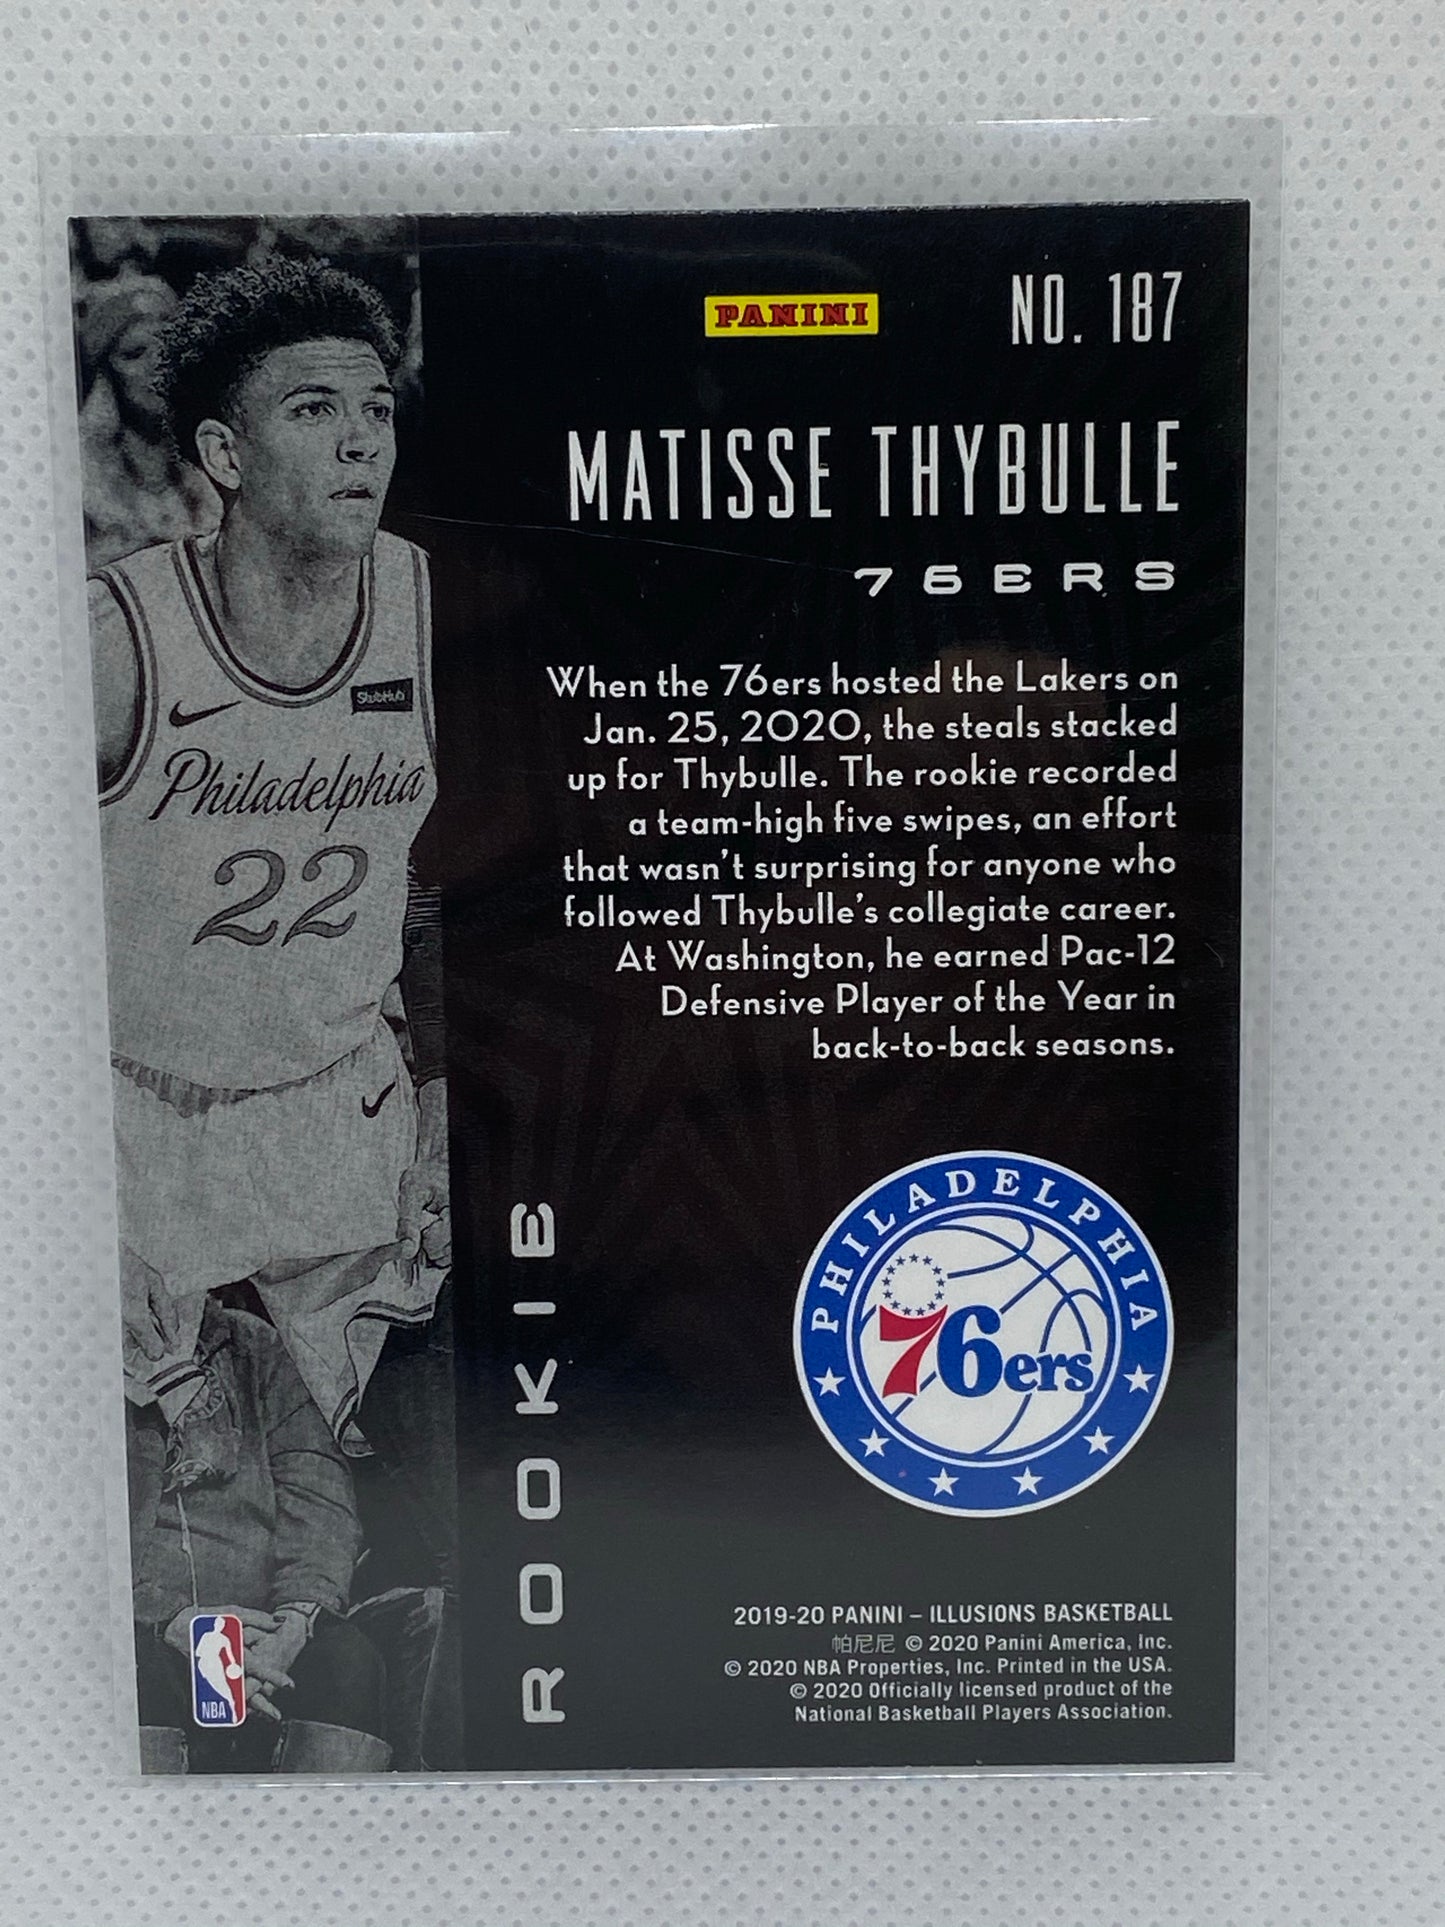 PANINI
NO. 187
MATISSE THYBULLE
76ERS
When the 76ers hosted the Lakers on
Jan. 25, 2020, the steals stacked
up for Thybulle. The rookie recorded
a team-high five swipes, an effort
that wasn't surprising for anyone who
followed Thybulle's collegiate career.
At Washington, he earned Pac-12
Defensive Player of the Year in
back-to-back seasons.
StubHub
Philadelphia
22
ROOKIE
PHILADELPHIA
76ers
NBA
2019-20 PANINI – ILLUSIONS BASKETBALL
帕尼尼 © 2020 Panini America, Inc.
© 2020 NBA Properties, Inc. Printed in the USA.
© 2020 Officially licensed product of the
National Basketball Players Association.